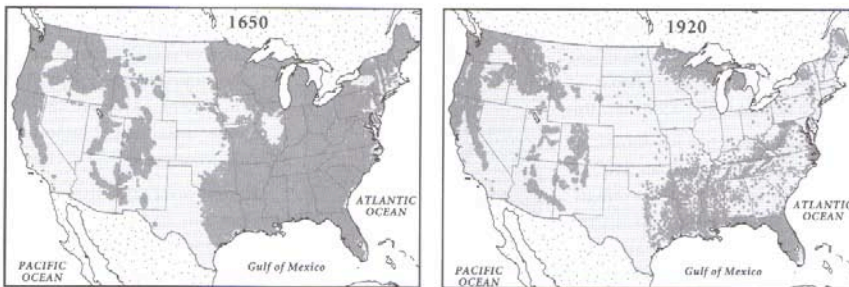 1650
ATLANTIC
OCEAN
PACIFIC
OCEAN
Gulf of Mexico
1920
ATLANTIC
OCEAN
PACIFIC
OCEAN
Gulf of Mexico